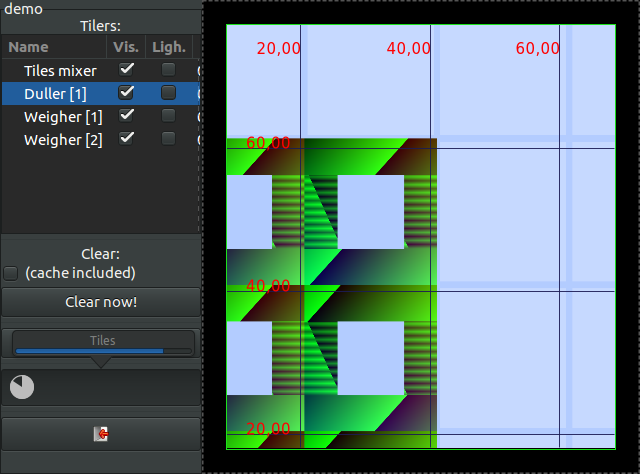 demo
Tilers:
Name Vis. Ligh.
Tiles mixer
Duller [1]
Weigher [1]
Weigher [2]
Clear:
(cache included)
Clear now!
Tiles
20,00 40,00 60,00
60,00
40,00
20,00